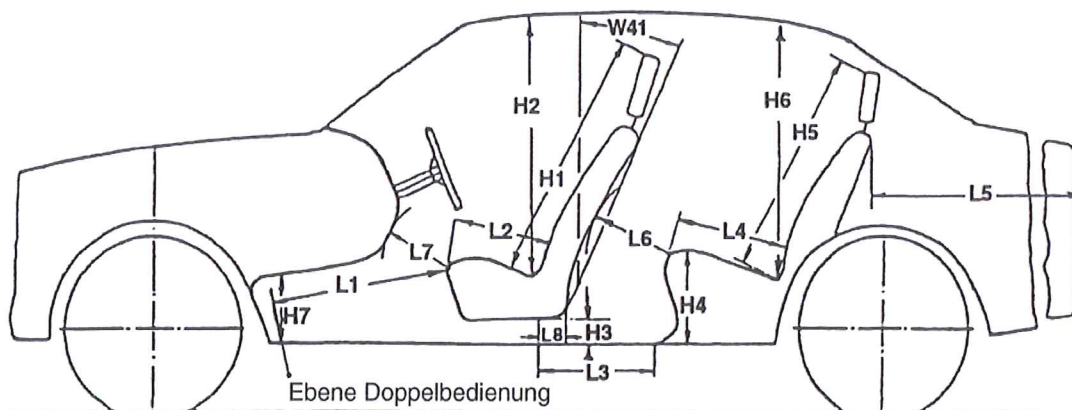 W41
H2
H6
H5
H1
L5
L2
L4
L7
L6
L1
H4
H7
L8
H3
L3
Ebene Doppelbedienung